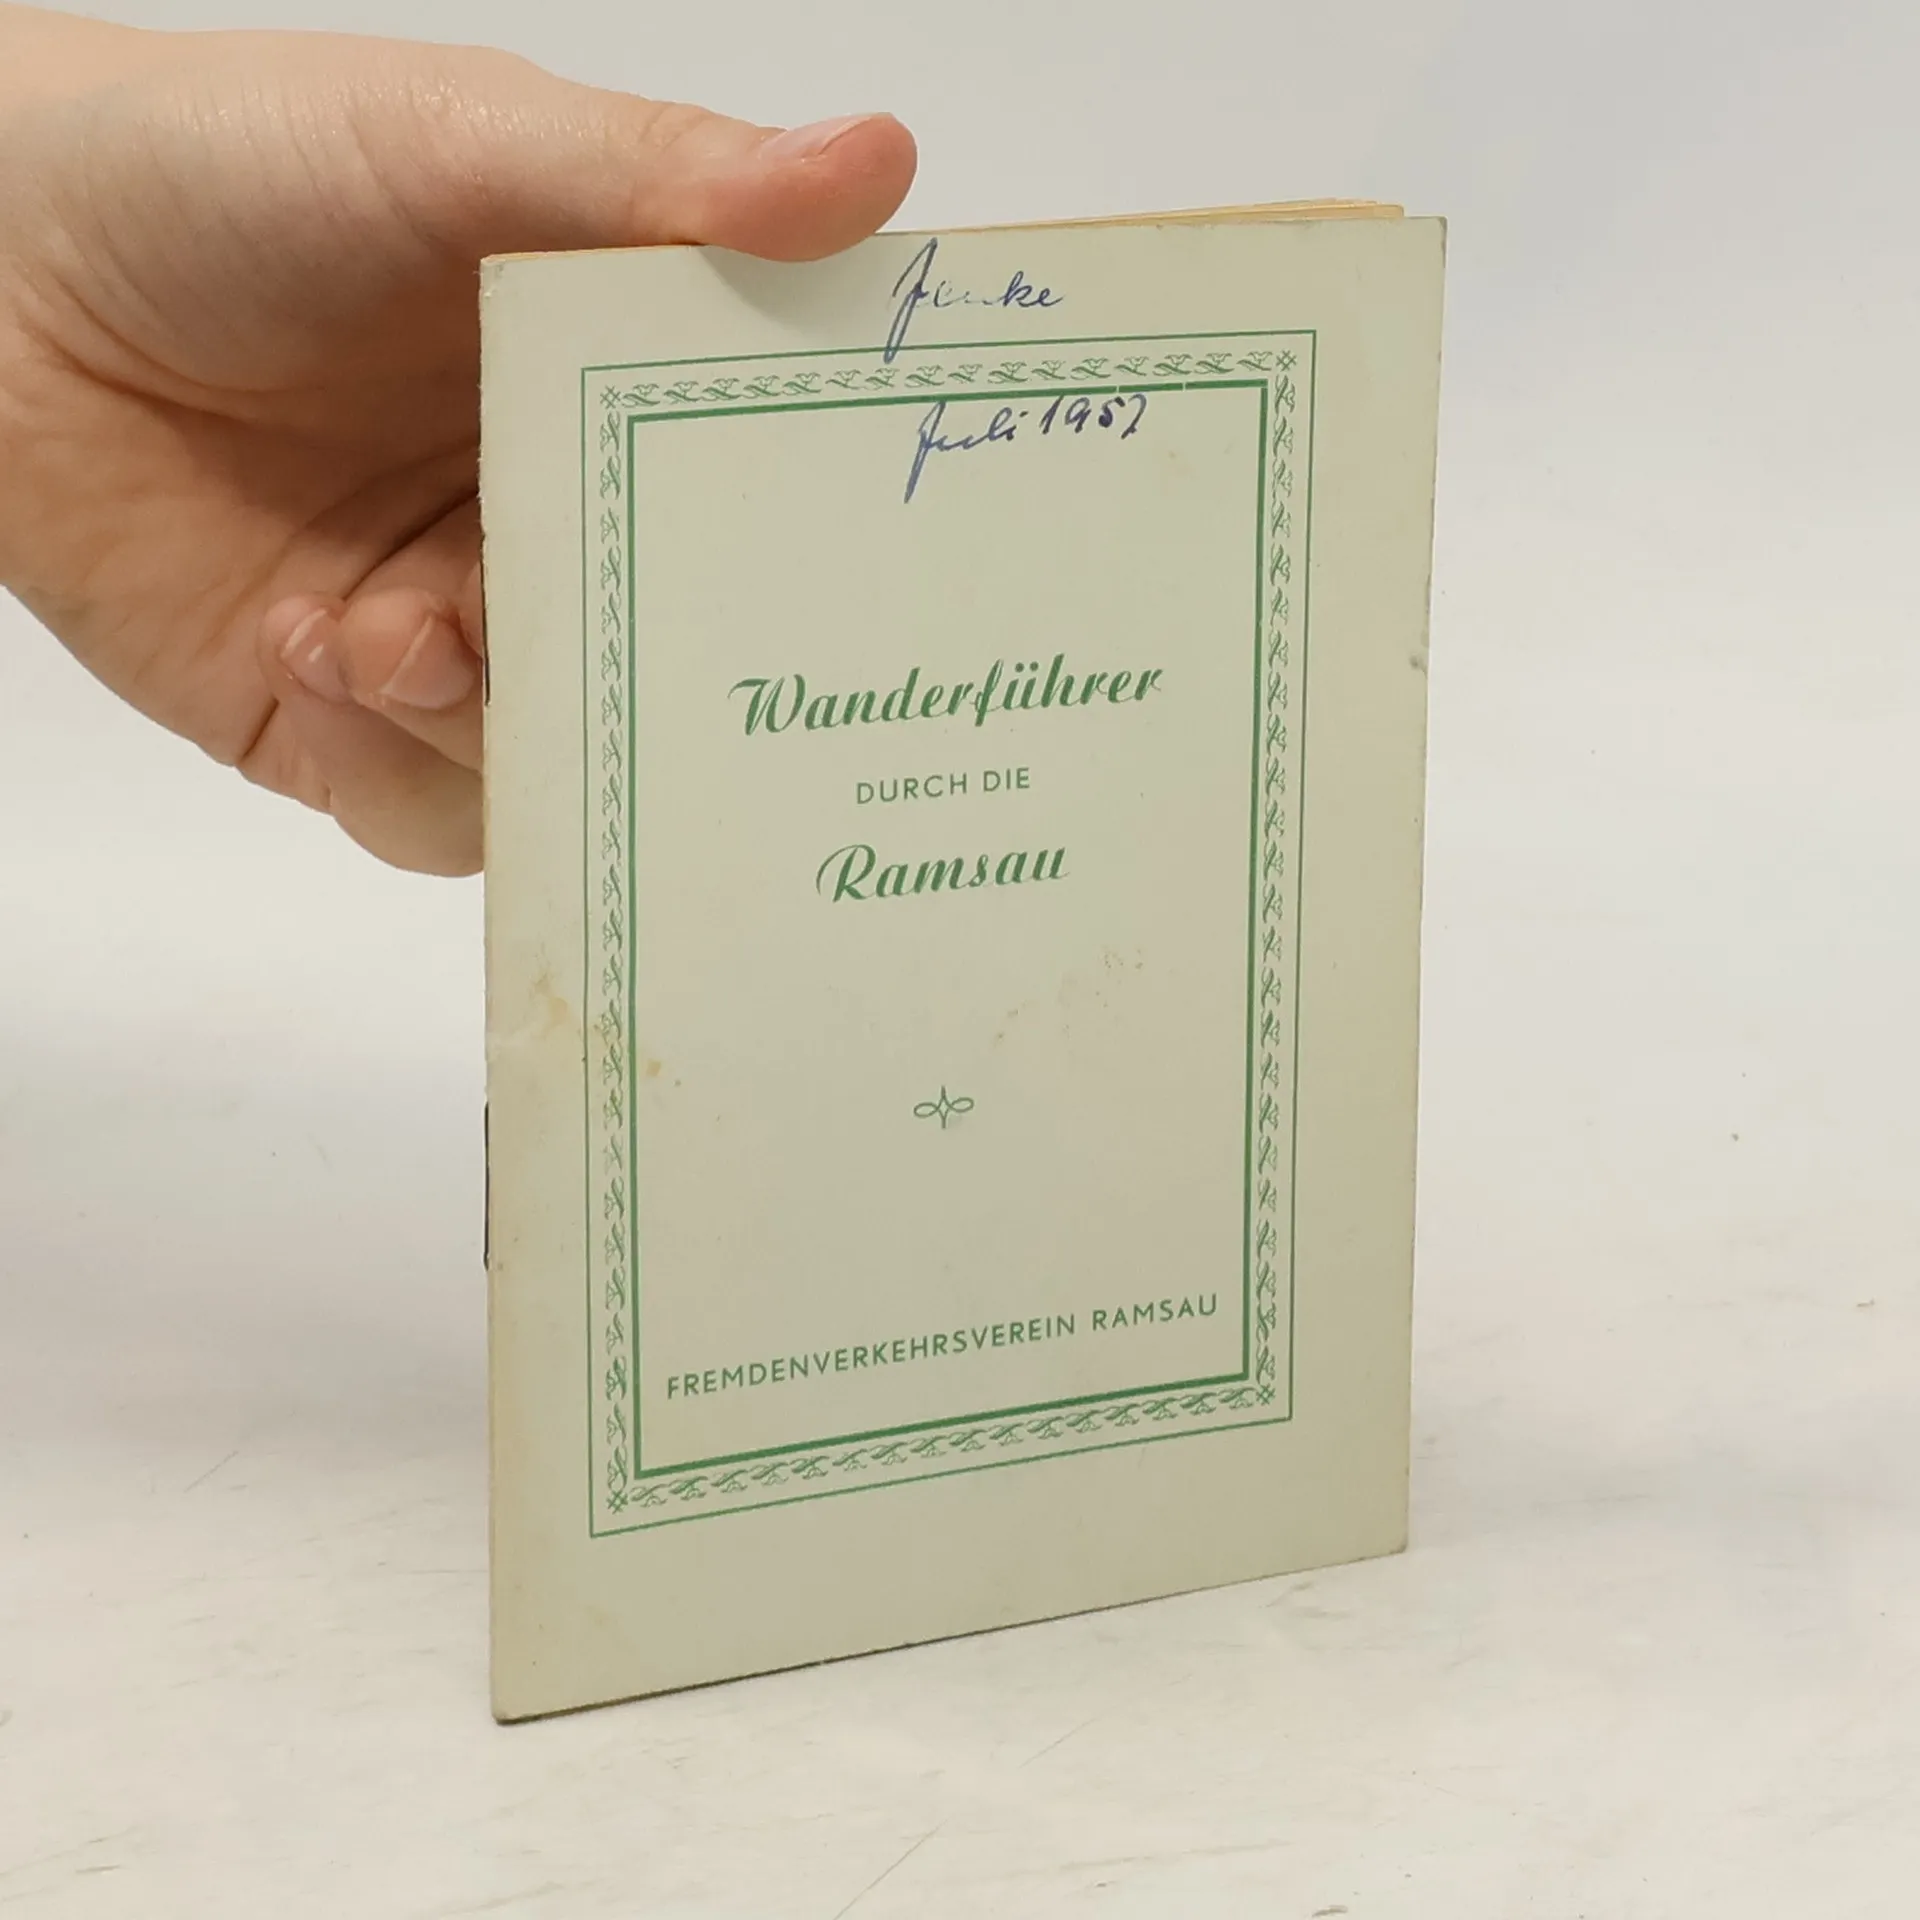 Juli 1957
Wanderführer
DURCH DIE
Ramsau
FREMDENVERKEHRSVEREIN RAMSAU